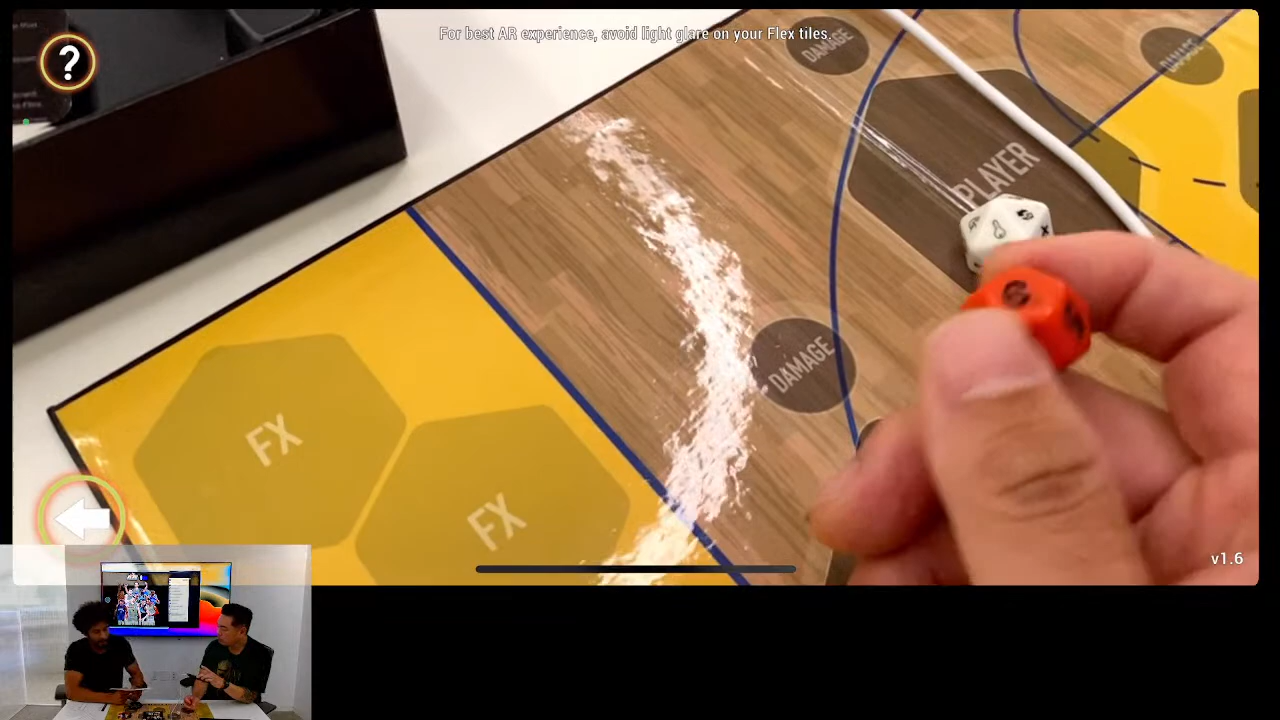 For best AR experience, avoid light glare on your Flex tiles.
?
DAMAGE
DAMAGE
PLAYER
DAMAGE
FX
FX
v1.6